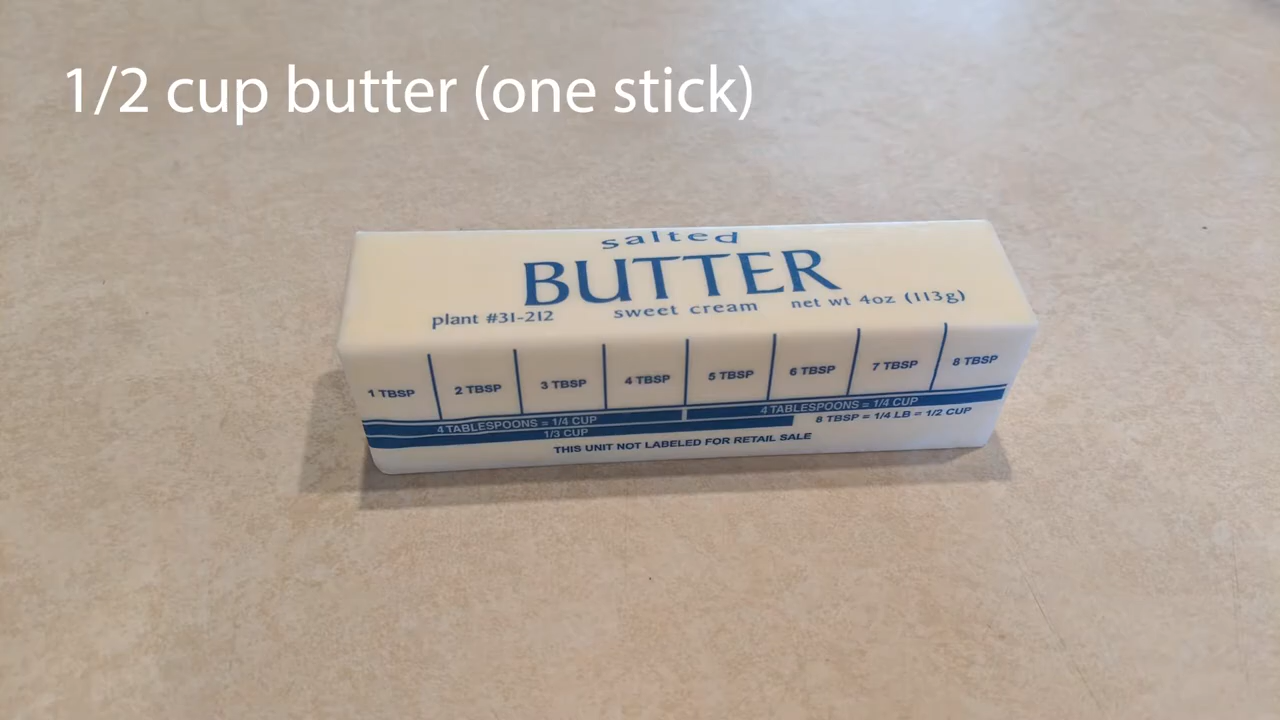 1/2 cup butter (one stick)
salted
BUTTER
plant #31-212 sweet cream net wt 4oz (113g)
1 TBSP 2 TBSP 3 TBSP 4 TBSP 5 TBSP 6 TBSP 7 TBSP 8 TBSP
4 TABLESPOONS = 1/4 CUP 4 TABLESPOONS = 1/4 CUP
1/3 CUP 8 TBSP = 1/4 LB = 1/2 CUP
THIS UNIT NOT LABELED FOR RETAIL SALE